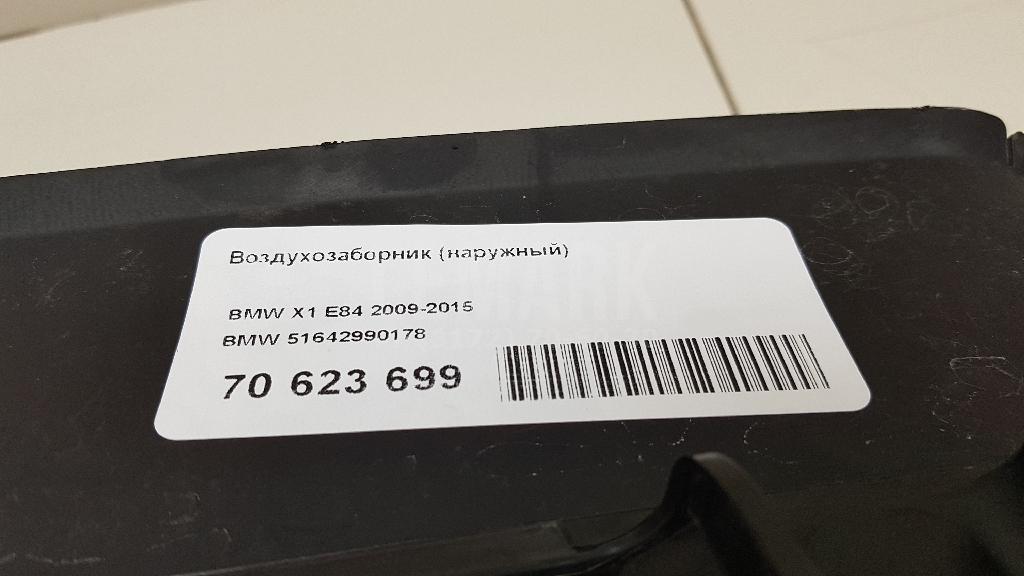 Воздухозаборник (наружный)
BMW X1 E84 2009-2015
BMW 51642990178
70 623 699